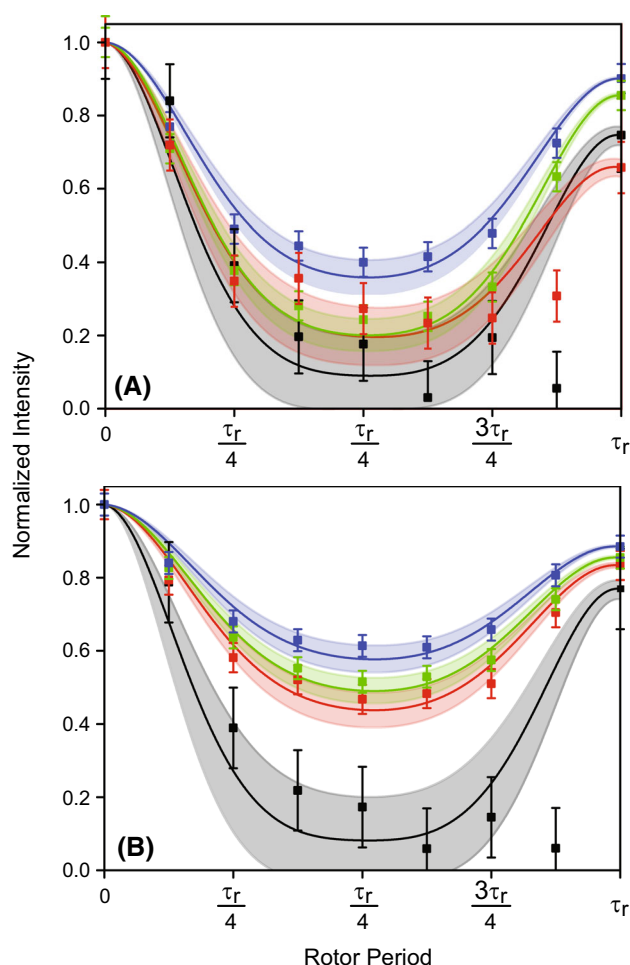 1.0
0.8
0.6
0.4
0.2
0.0
(A)
0
τr/4
τr/4
3τr/4
τr
Normalized Intensity
1.0
0.8
0.6
0.4
0.2
0.0
(B)
0
τr/4
τr/4
3τr/4
τr
Rotor Period